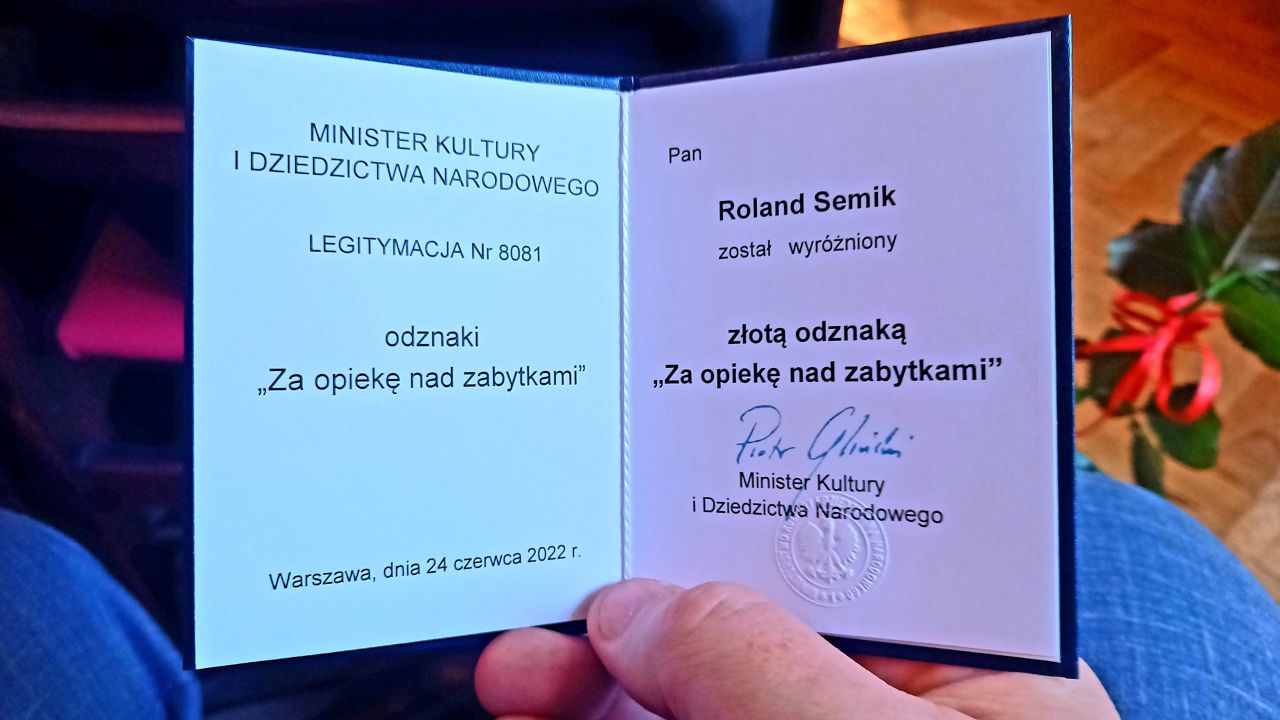 MINISTER KULTURY
I DZIEDZICTWA NARODOWEGO
LEGITYMACJA Nr 8081
odznaki
„Za opiekę nad zabytkami”
Warszawa, dnia 24 czerwca 2022 r.
Pan
Roland Semik
został wyróżniony
złotą odznaką
„Za opiekę nad zabytkami”
Piotr Gliński
Minister Kultury
i Dziedzictwa Narodowego